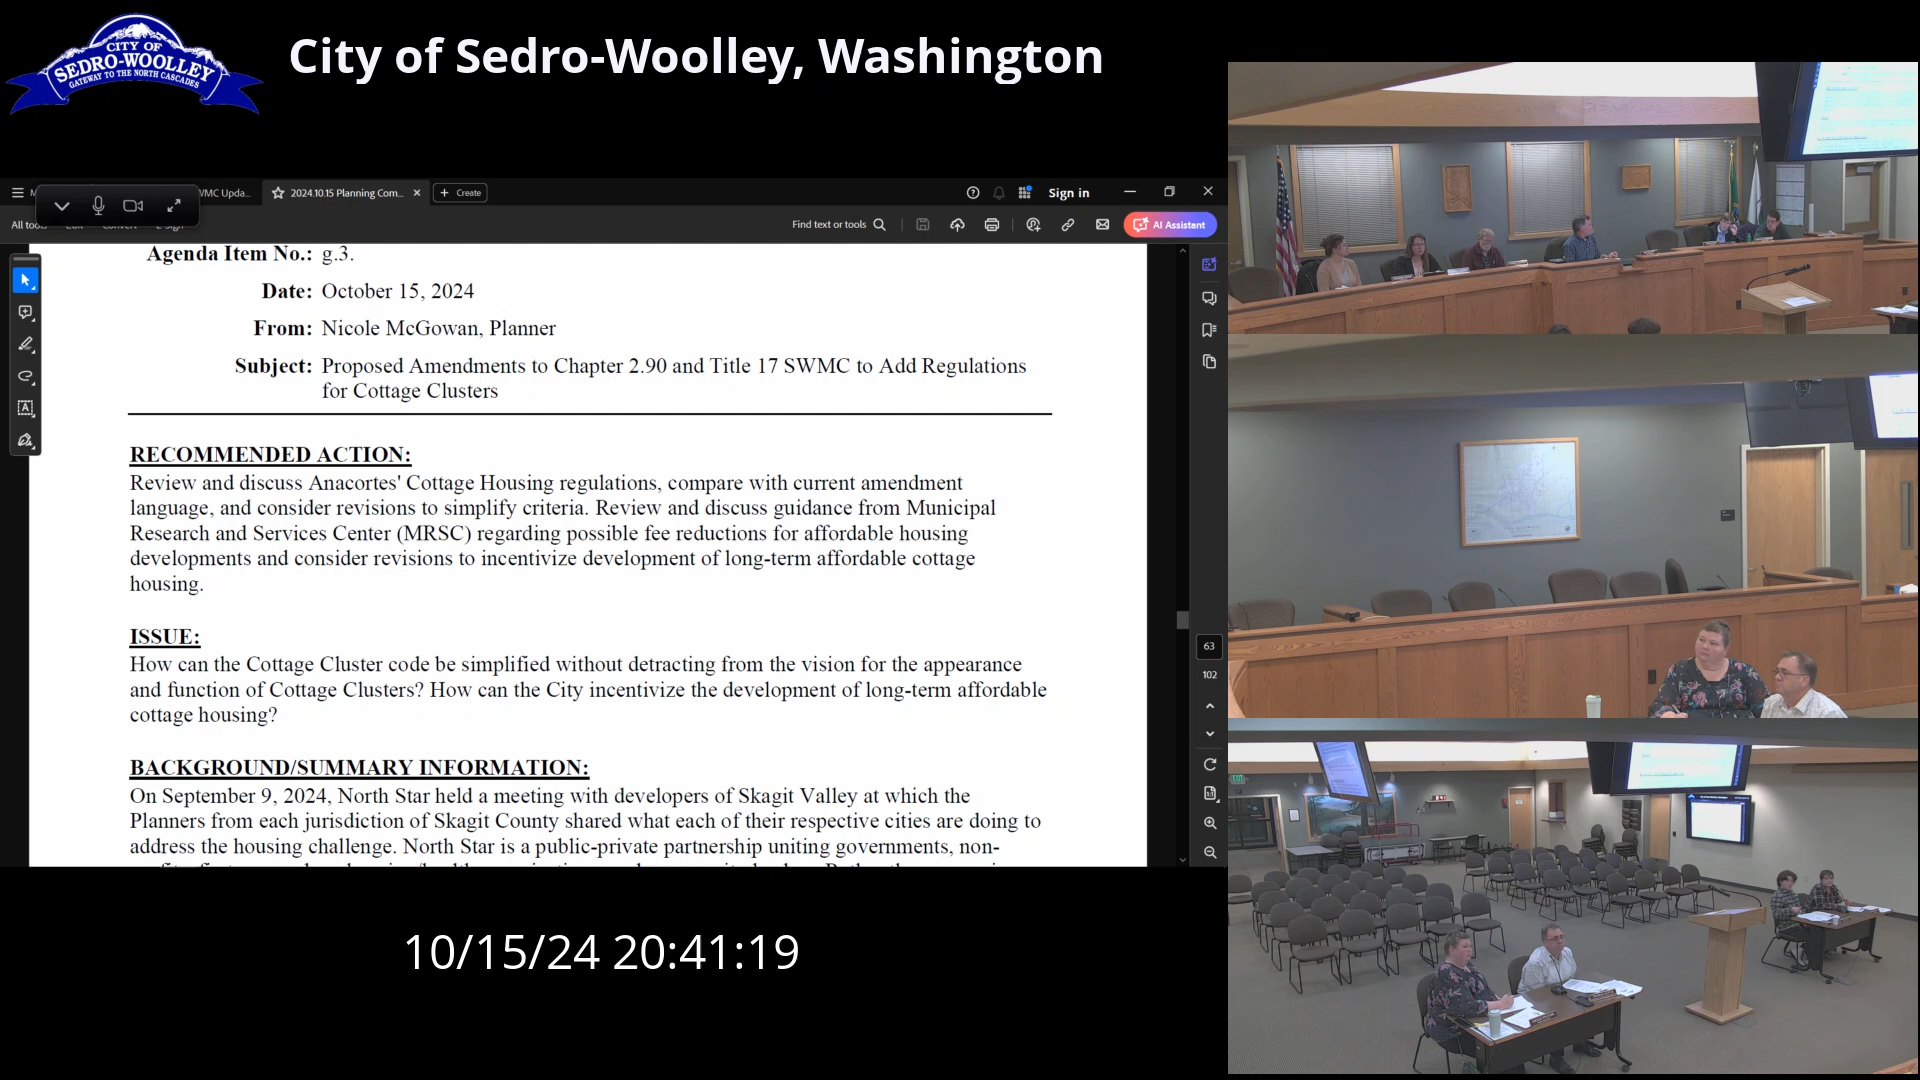 CITY OF
SEDRO-WOOLLEY
GATEWAY TO THE NORTH CASCADES
City of Sedro-Woolley, Washington
WMC Upda...
2024.10.15 Planning Com...
Create
Sign in
All tools
Find text or tools
AI Assistant
Agenda Item No.: g.3.
Date: October 15, 2024
From: Nicole McGowan, Planner
Subject: Proposed Amendments to Chapter 2.90 and Title 17 SWMC to Add Regulations
for Cottage Clusters
RECOMMENDED ACTION:
Review and discuss Anacortes' Cottage Housing regulations, compare with current amendment
language, and consider revisions to simplify criteria. Review and discuss guidance from Municipal
Research and Services Center (MRSC) regarding possible fee reductions for affordable housing
developments and consider revisions to incentivize development of long-term affordable cottage
housing.
ISSUE:
How can the Cottage Cluster code be simplified without detracting from the vision for the appearance
and function of Cottage Clusters? How can the City incentivize the development of long-term affordable
cottage housing?
BACKGROUND/SUMMARY INFORMATION:
On September 9, 2024, North Star held a meeting with developers of Skagit Valley at which the
Planners from each jurisdiction of Skagit County shared what each of their respective cities are doing to
address the housing challenge. North Star is a public-private partnership uniting governments, non-
63
102
10/15/24 20:41:19